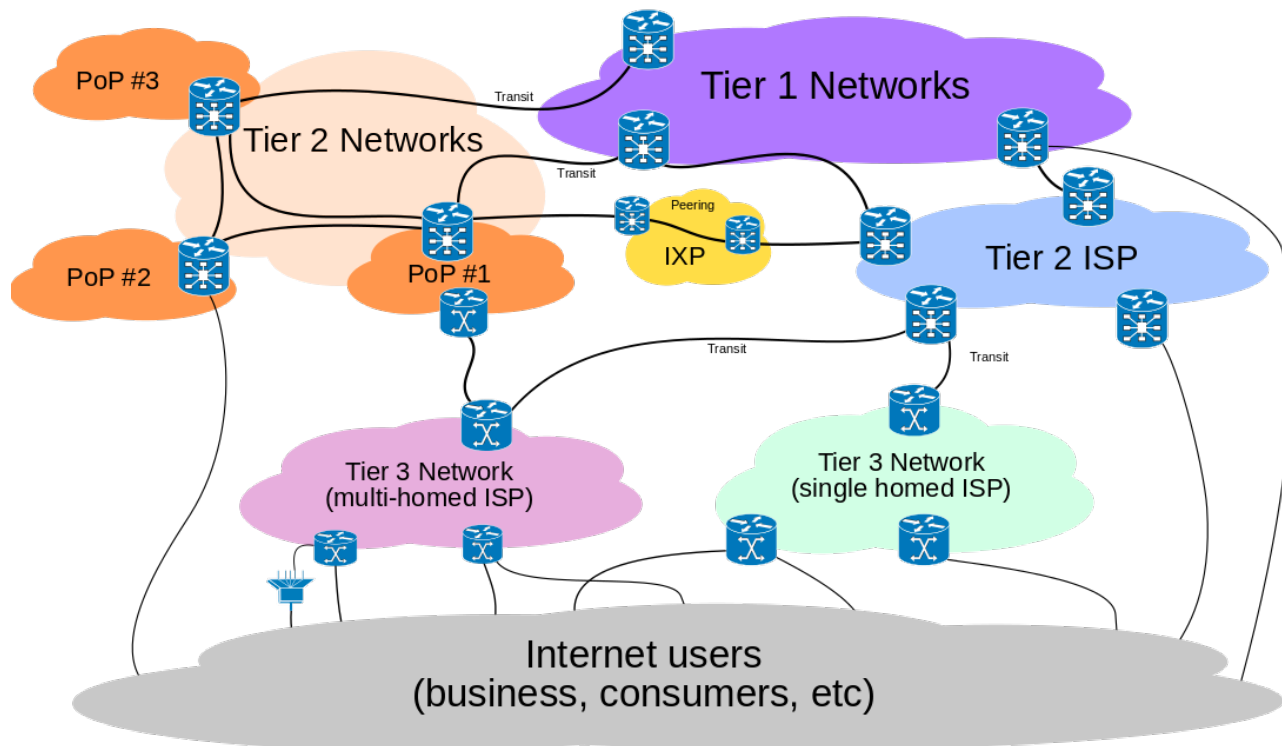 PoP #3
Transit
Tier 1 Networks
Tier 2 Networks
Transit
Peering
IXP
PoP #2
PoP #1
Tier 2 ISP
Transit
Transit
Tier 3 Network
(multi-homed ISP)
Tier 3 Network
(single homed ISP)
Internet users
(business, consumers, etc)